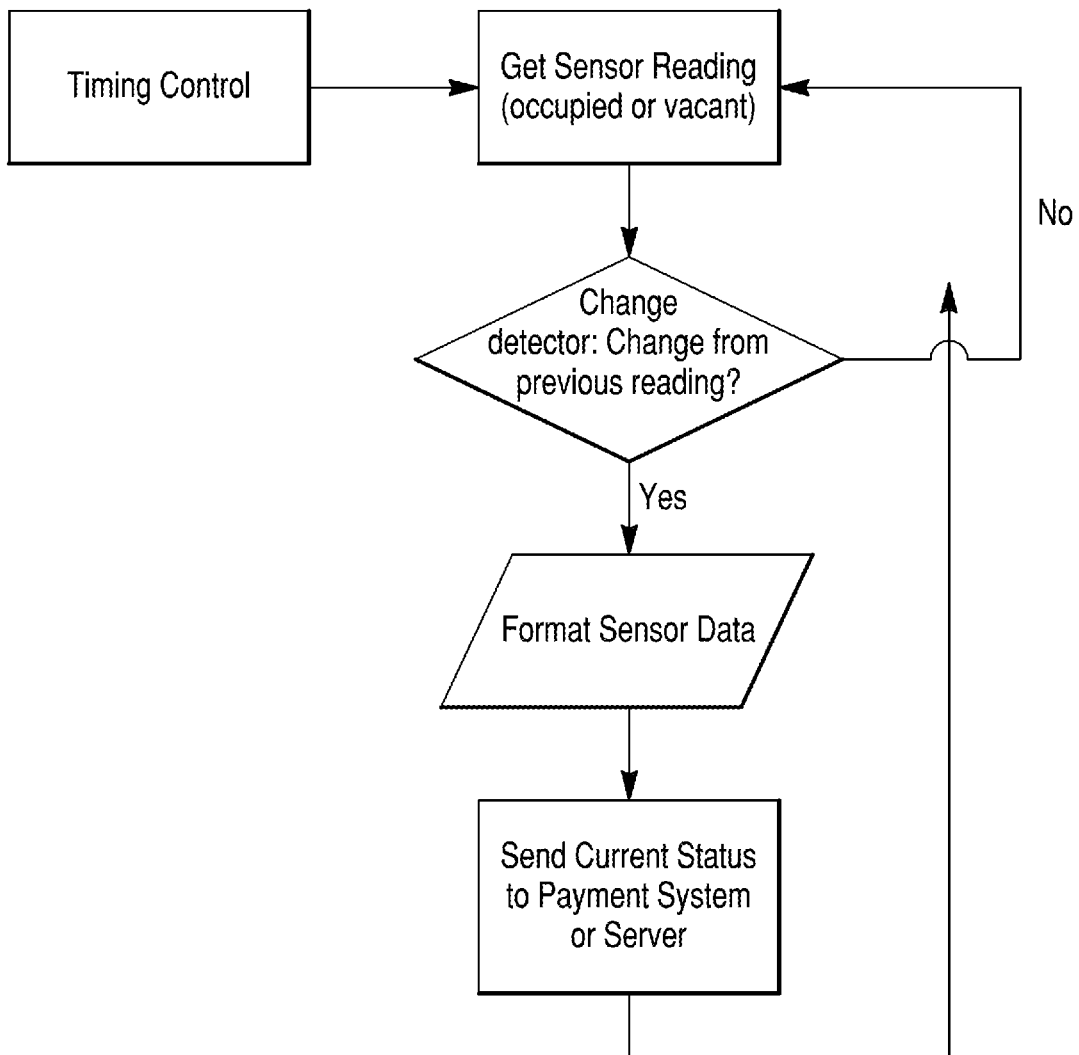 Timing Control
Get Sensor Reading
(occupied or vacant)
No
Change
detector: Change from
previous reading?
Yes
Format Sensor Data
Send Current Status
to Payment System
or Server